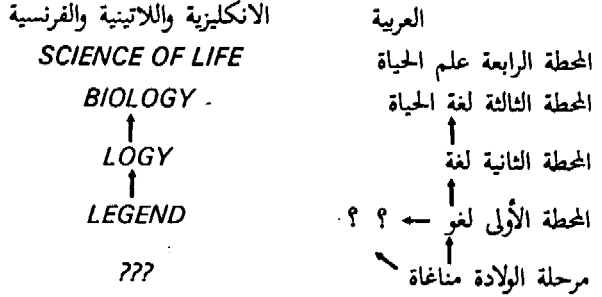 العربية الانكليزية واللاتينية والفرنسية
المحطة الرابعة علم الحياة SCIENCE OF LIFE
المحطة الثالثة لغة الحياة BIOLOGY
المحطة الثانية لغة LOGY
المحطة الأولى لغو ؟ ؟ LEGEND
مرحلة الولادة مناغاة ???